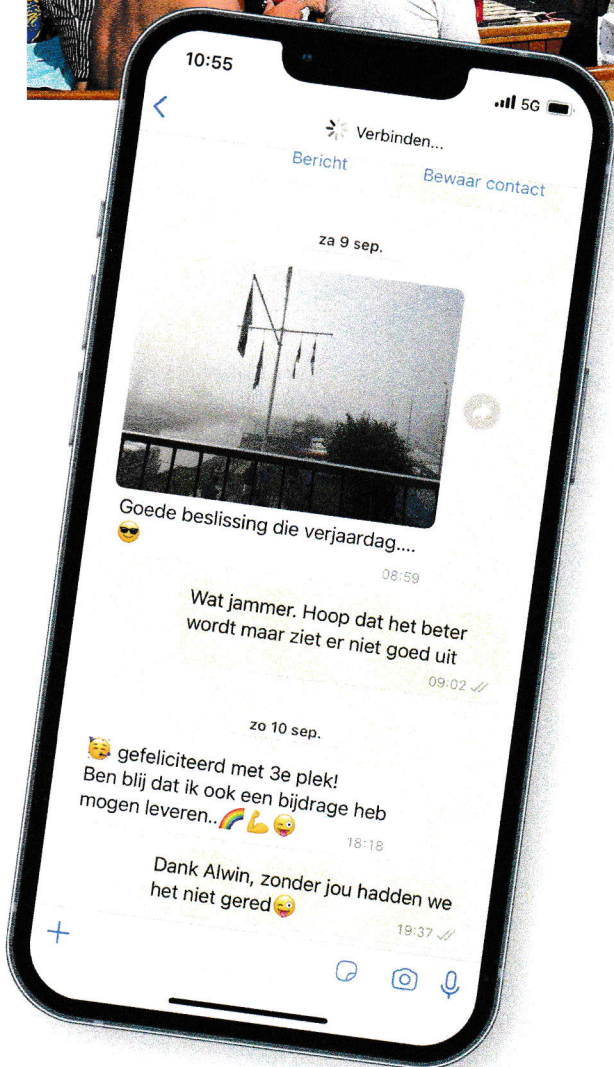 10:55
5G
Verbinden...
Bericht
Bewaar contact
za 9 sep.
Goede beslissing die verjaardag....
😎
08:59
Wat jammer. Hoop dat het beter
wordt maar ziet er niet goed uit
09:02
zo 10 sep.
🥳 gefeliciteerd met 3e plek!
Ben blij dat ik ook een bijdrage heb
mogen leveren..🌈💪😜
18:18
Dank Alwin, zonder jou hadden we
het niet gered😜
19:37